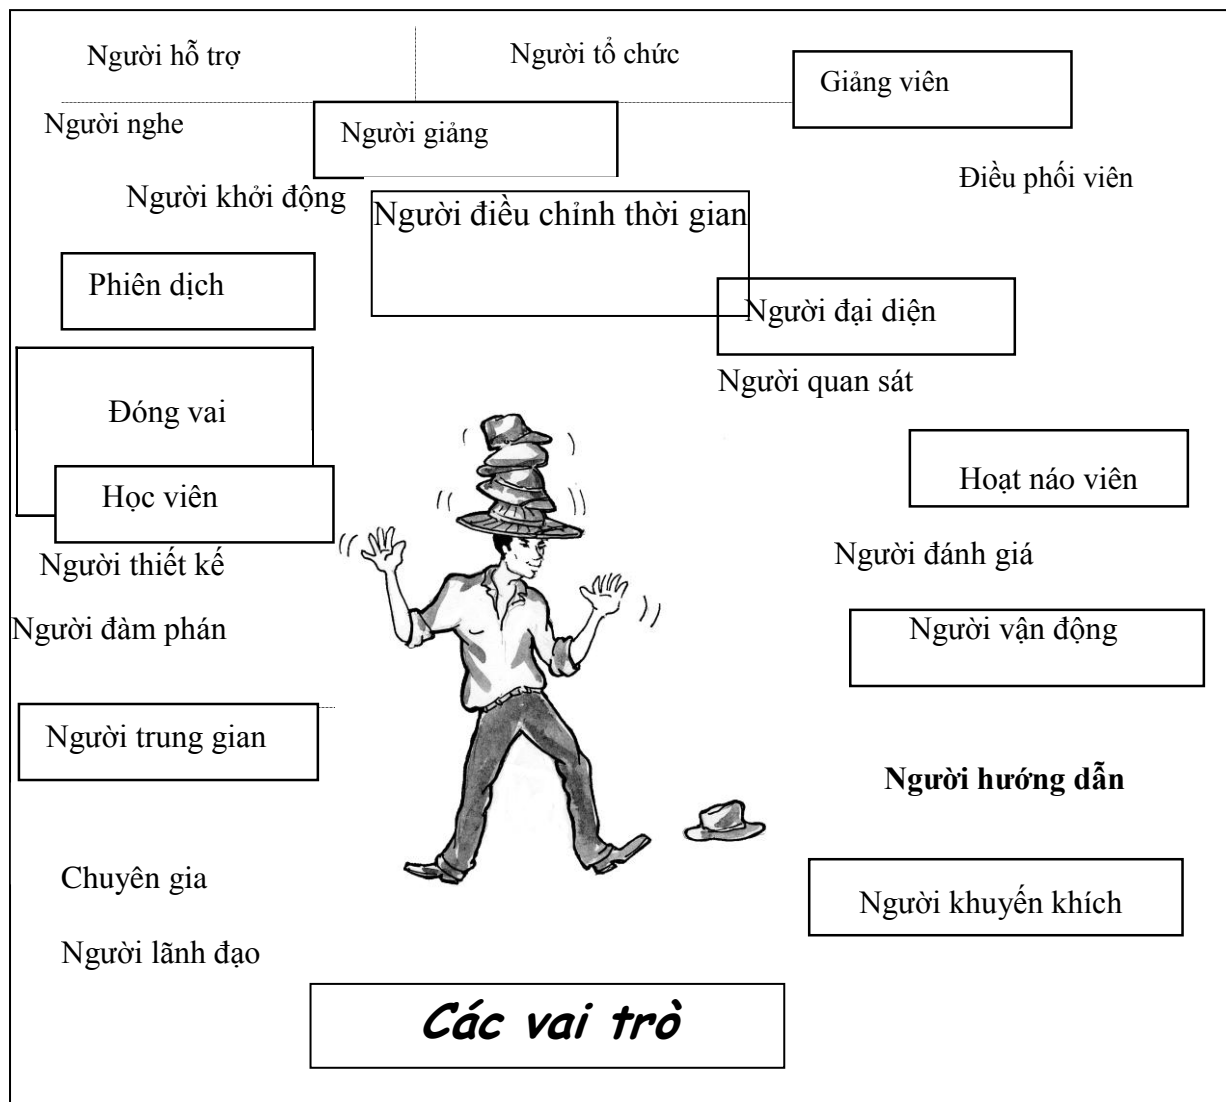 Người hỗ trợ
Người tổ chức
Giảng viên
Người nghe
Người giảng
Điều phối viên
Người khởi động
Người điều chỉnh thời gian
Phiên dịch
Người đại diện
Người quan sát
Đóng vai
Hoạt náo viên
Học viên
Người thiết kế
Người đánh giá
Người đàm phán
Người vận động
Người trung gian
Người hướng dẫn
Chuyên gia
Người khuyến khích
Người lãnh đạo
Các vai trò